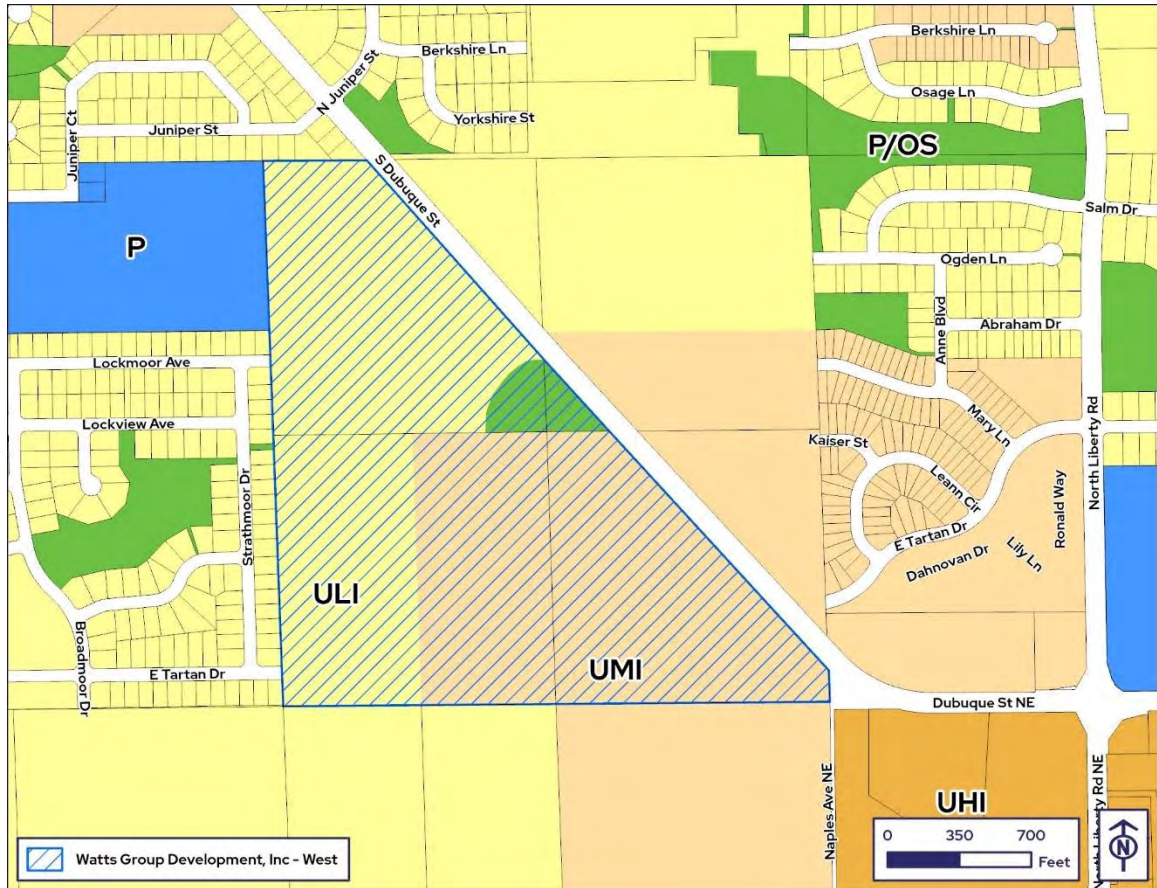 Berkshire Ln
Berkshire Ln
N Juniper St
Osage Ln
Juniper Ct
Juniper St
Yorkshire St
P/OS
S Dubuque St
Salm Dr
P
Ogden Ln
Anne Blvd
Abraham Dr
Lockmoor Ave
Mary Ln
North Liberty Rd
Lockview Ave
Kaiser St
Leann Cir
Ronald Way
Strathmoor Dr
E Tartan Dr
Lily Ln
Dahnovan Dr
ULI
Broadmoor Dr
E Tartan Dr
UMI
Dubuque St NE
Naples Ave NE
UHI
North Liberty Rd NE
Watts Group Development, Inc - West
0 350 700
Feet
N